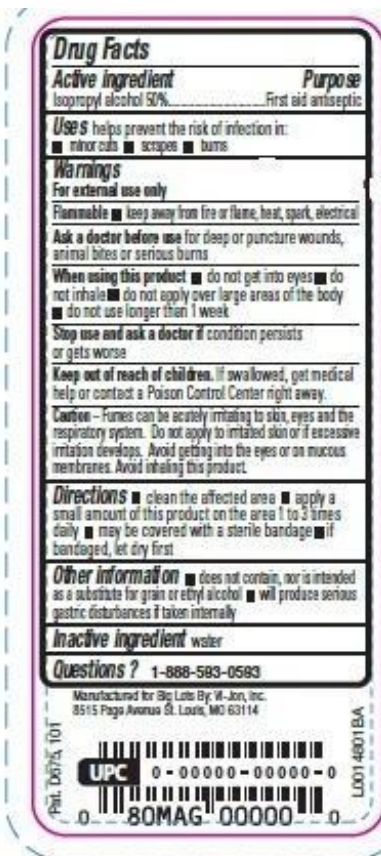 Drug Facts
Active ingredient Purpose
Isopropyl alcohol 50%........................First aid antiseptic
Uses helps prevent the risk of infection in:
■ minor cuts ■ scrapes ■ burns
Warnings
For external use only
Flammable ■ keep away from fire or flame, heat, spark, electrical
Ask a doctor before use for deep or puncture wounds,
animal bites or serious burns
When using this product ■ do not get into eyes ■ do
not inhale ■ do not apply over large areas of the body
■ do not use longer than 1 week
Stop use and ask a doctor if condition persists
or gets worse
Keep out of reach of children. If swallowed, get medical
help or contact a Poison Control Center right away.
Caution – Fumes can be acutely irritating to skin, eyes and the
respiratory system. Do not apply to irritated skin or if excessive
irritation develops. Avoid getting into the eyes or on mucous
membranes. Avoid inhaling this product.
Directions ■ clean the affected area ■ apply a
small amount of this product on the area 1 to 3 times
daily ■ may be covered with a sterile bandage ■ if
bandaged, let dry first
Other information ■ does not contain, nor is intended
as a substitute for grain or ethyl alcohol ■ will produce serious
gastric disturbances if taken internally
Inactive ingredient water
Questions? 1-888-593-0593
Manufactured for Big Lots By: Vi-Jon, Inc.
8515 Page Avenue St. Louis, MO 63114
Pat. D675, 101
L0014801BA
UPC 0-00000-00000-0
0 80MAG 00000 0